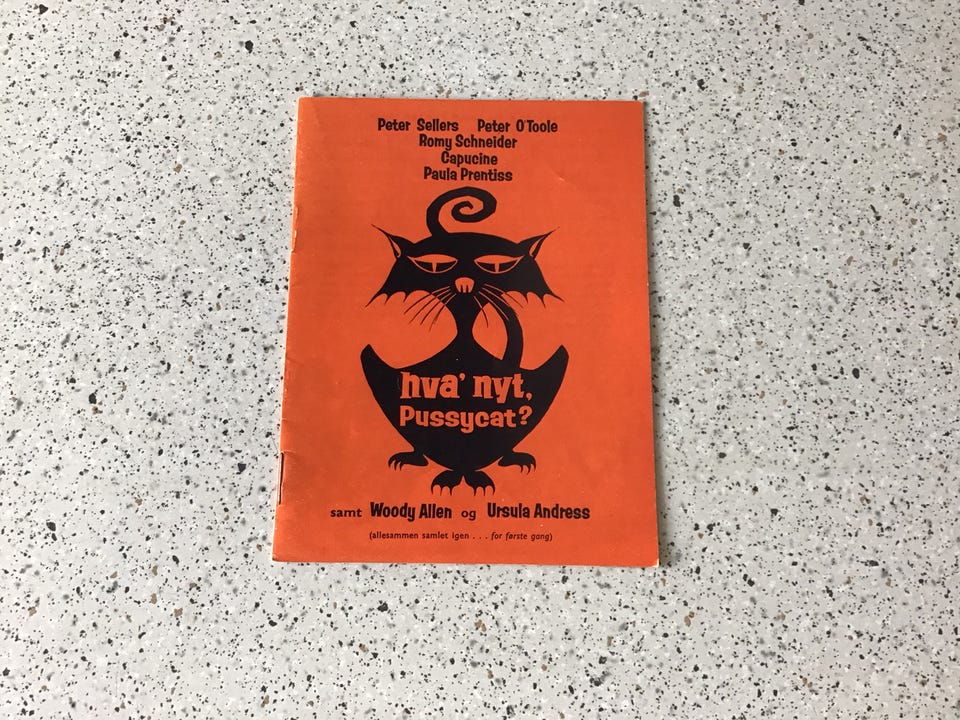 Peter Sellers Peter O'Toole
Romy Schneider
Capucine
Paula Prentiss
hva' nyt,
Pussycat?
samt Woody Allen og Ursula Andress
(allesammen samlet igen . . . for første gang)